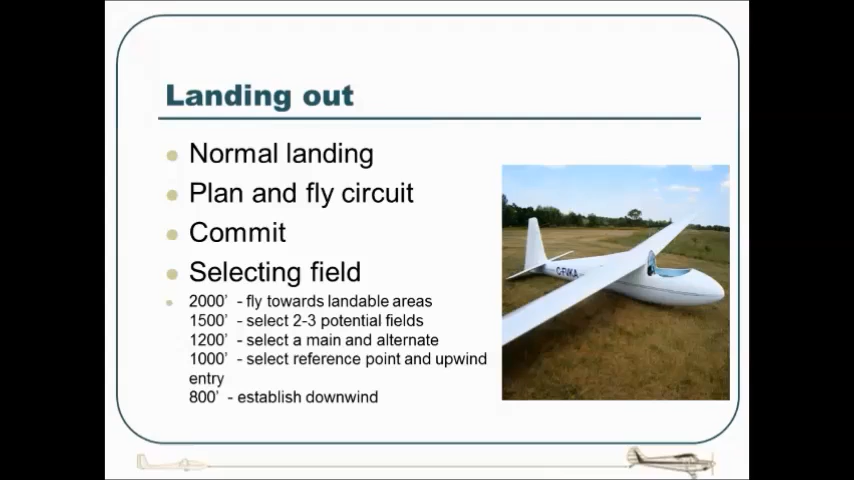 Landing out
Normal landing
Plan and fly circuit
Commit
Selecting field
2000’ - fly towards landable areas
1500’ - select 2-3 potential fields
1200’ - select a main and alternate
1000’ - select reference point and upwind
entry
800’ - establish downwind
C-FVKA